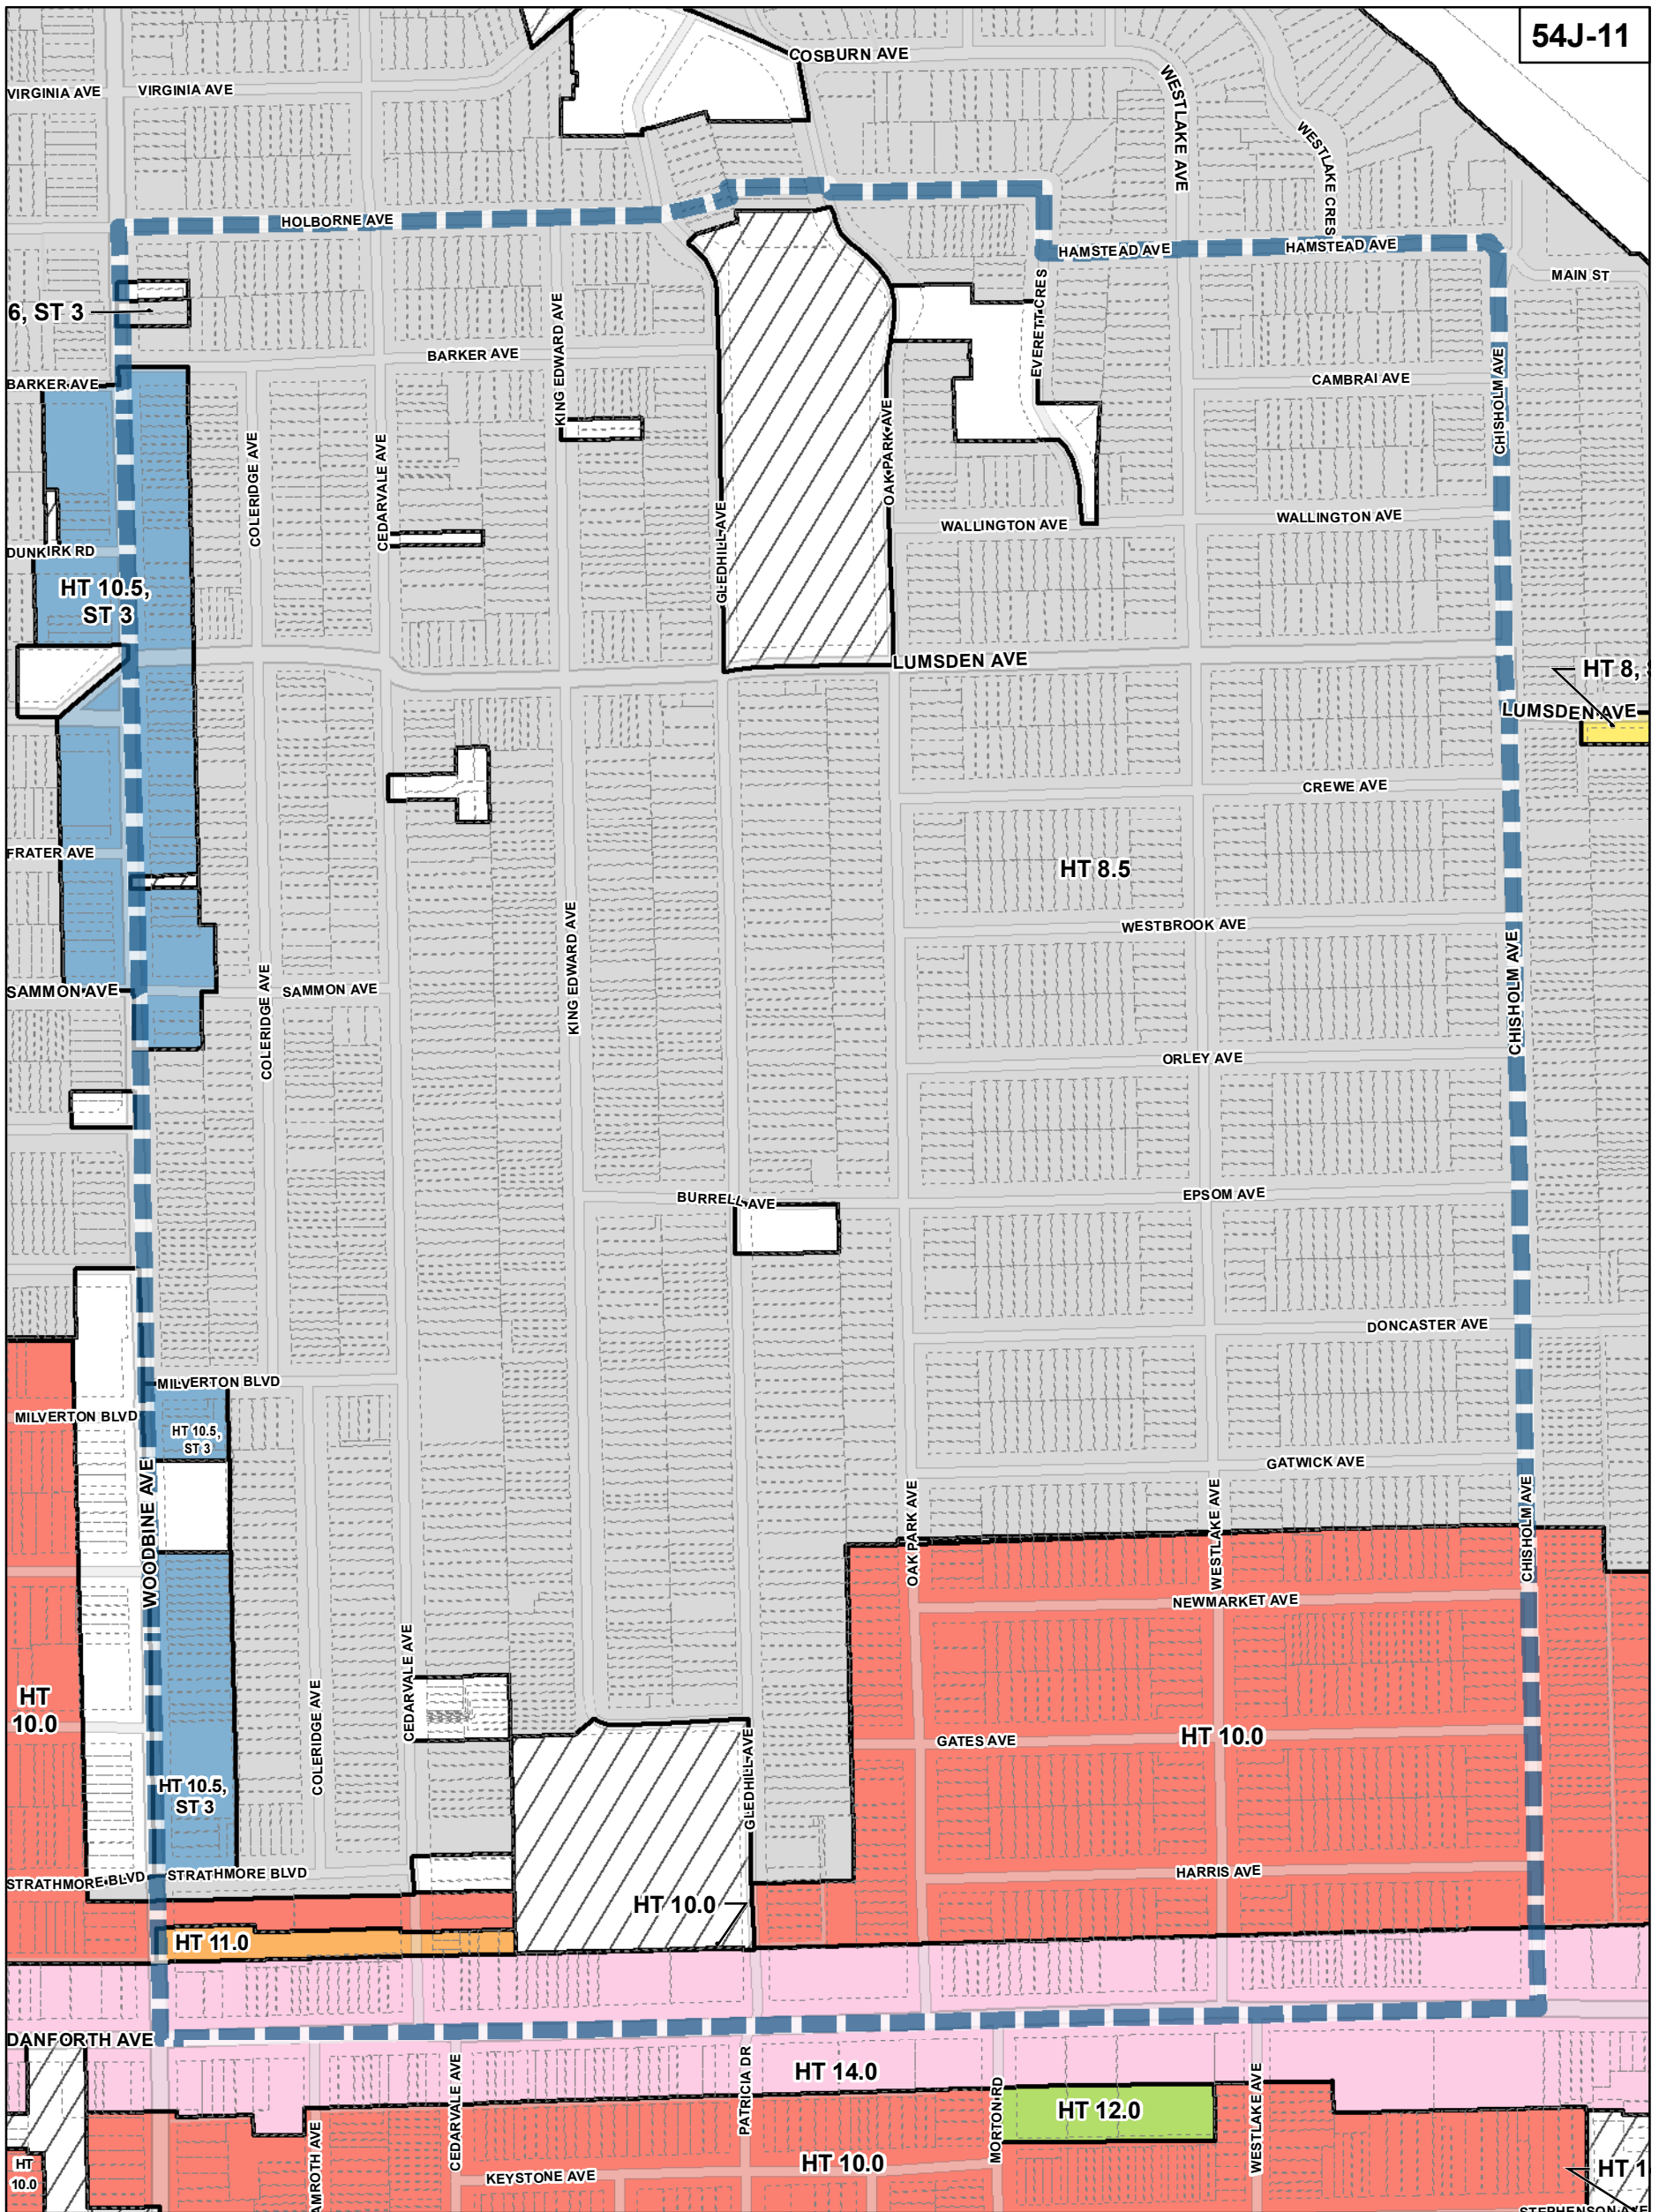 54J-11
COSBURN AVE
VIRGINIA AVE
VIRGINIA AVE
WESTLAKE AVE
WESTLAKE CRES
HOLBORNE AVE
HAMSTEAD AVE
HAMSTEAD AVE
MAIN ST
6, ST 3
KING EDWARD AVE
EVERETT CRES
BARKER AVE
BARKER AVE
CAMBRAI AVE
CHISHOLM AVE
COLERIDGE AVE
CEDARVALE AVE
OAK PARK AVE
GLEDHILL AVE
WALLINGTON AVE
WALLINGTON AVE
DUNKIRK RD
HT 10.5,
ST 3
LUMSDEN AVE
HT 8,
LUMSDEN AVE
CREWE AVE
FRATER AVE
HT 8.5
WESTBROOK AVE
KING EDWARD AVE
CHISHOLM AVE
SAMMON AVE
SAMMON AVE
COLERIDGE AVE
ORLEY AVE
BURRELL AVE
EPSOM AVE
DONCASTER AVE
MILVERTON BLVD
MILVERTON BLVD
HT 10.5,
ST 3
WOODBINE AVE
GATWICK AVE
OAK PARK AVE
WESTLAKE AVE
CHISHOLM AVE
NEWMARKET AVE
HT
10.0
CEDARVALE AVE
COLERIDGE AVE
GLEDHILL AVE
GATES AVE
HT 10.0
HT 10.5,
ST 3
STRATHMORE BLVD
STRATHMORE BLVD
HARRIS AVE
HT 10.0
HT 11.0
DANFORTH AVE
HT 14.0
CEDARVALE AVE
PATRICIA DR
MORTON RD
HT 12.0
WESTLAKE AVE
AMROTH AVE
HT
10.0
KEYSTONE AVE
HT 10.0
HT 1
STEPHENSON AVE